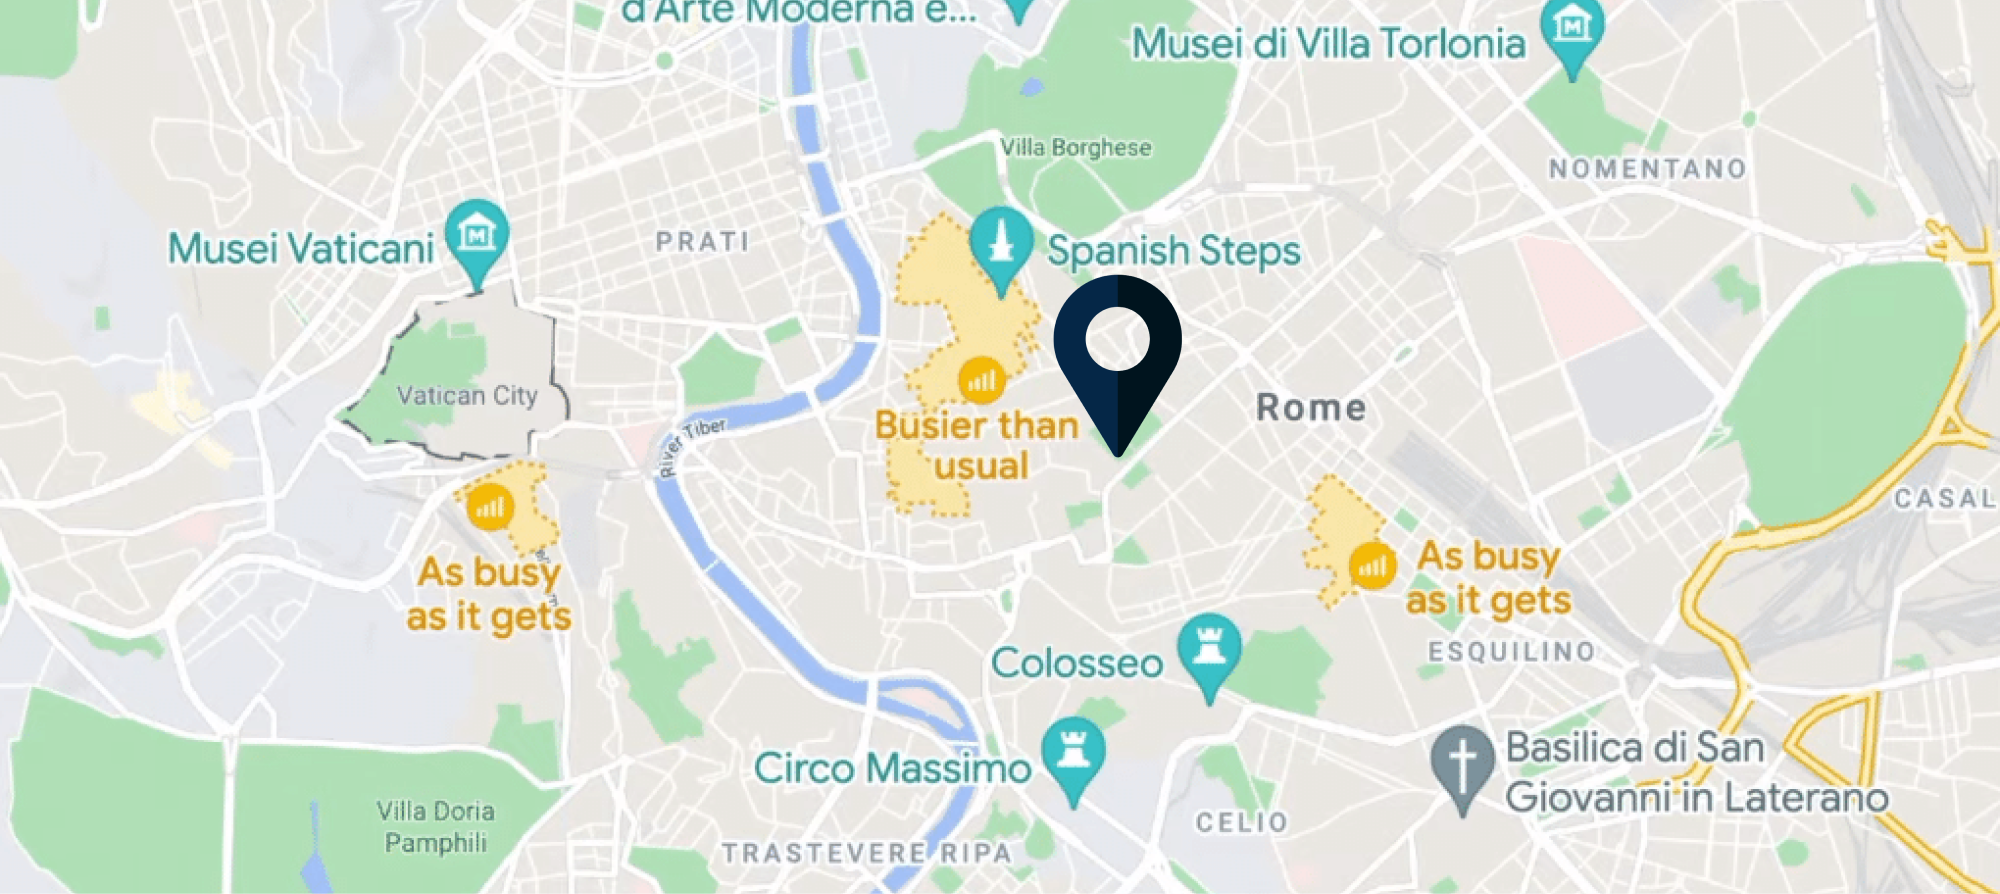 d'Arte Moderna e...
Musei di Villa Torlonia
Villa Borghese
NOMENTANO
Musei Vaticani
PRATI
Spanish Steps
Vatican City
Rome
Busier than
usual
River Tiber
CASAL
As busy
as it gets
As busy
as it gets
ESQUILINO
Colosseo
Circo Massimo
Basilica di San
Giovanni in Laterano
Villa Doria
Pamphili
CELIO
TRASTEVERE
RIPA